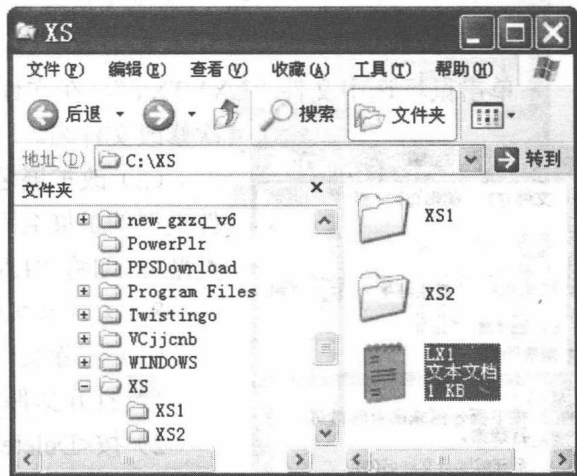 XS
文件(F) 编辑(E) 查看(V) 收藏(A) 工具(T) 帮助(H)
后退 搜索 文件夹
地址(D) C:\XS 转到
文件夹 ×
new_gxzq_v6
PowerPlr
PPSDownload
Program Files
Twistingo
VCjjcnb
WINDOWS
XS
XS1
XS2
XS1
XS2
LX1
文本文档
1 KB